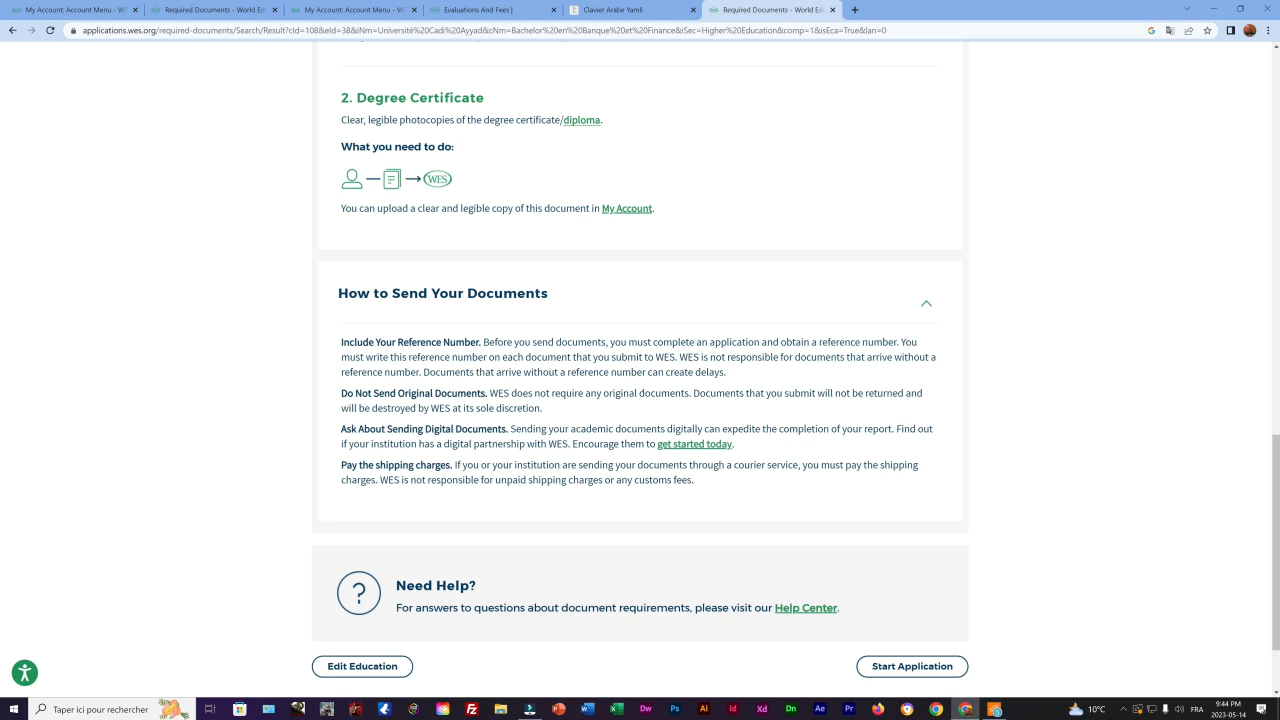 My Account: Account Menu - WE
Required Documents - World Edu
My Account: Account Menu - WE
Evaluations And Fees |
Clavier Arabe Yamli
Required Documents - World Edu
applications.wes.org/required-documents/Search/Result?cId=108&eId=38&iNm=Université%20Cadi%20Ayyad&cNm=Bachelor%20en%20Banque%20et%20Finance&iSec=Higher%20Education&comp=1&isEca=True&lan=0
2. Degree Certificate
Clear, legible photocopies of the degree certificate/diploma.
What you need to do:
WES
You can upload a clear and legible copy of this document in My Account.
How to Send Your Documents
Include Your Reference Number. Before you send documents, you must complete an application and obtain a reference number. You
must write this reference number on each document that you submit to WES. WES is not responsible for documents that arrive without a
reference number. Documents that arrive without a reference number can create delays.
Do Not Send Original Documents. WES does not require any original documents. Documents that you submit will not be returned and
will be destroyed by WES at its sole discretion.
Ask About Sending Digital Documents. Sending your academic documents digitally can expedite the completion of your report. Find out
if your institution has a digital partnership with WES. Encourage them to get started today.
Pay the shipping charges. If you or your institution are sending your documents through a courier service, you must pay the shipping
charges. WES is not responsible for unpaid shipping charges or any customs fees.
Need Help?
For answers to questions about document requirements, please visit our Help Center.
Edit Education
Start Application
Taper ici pour rechercher
Dw
Ps
Ai
Id
Xd
Dn
Ae
Pr
10°C
FRA
9:44 PM
2023-05-14